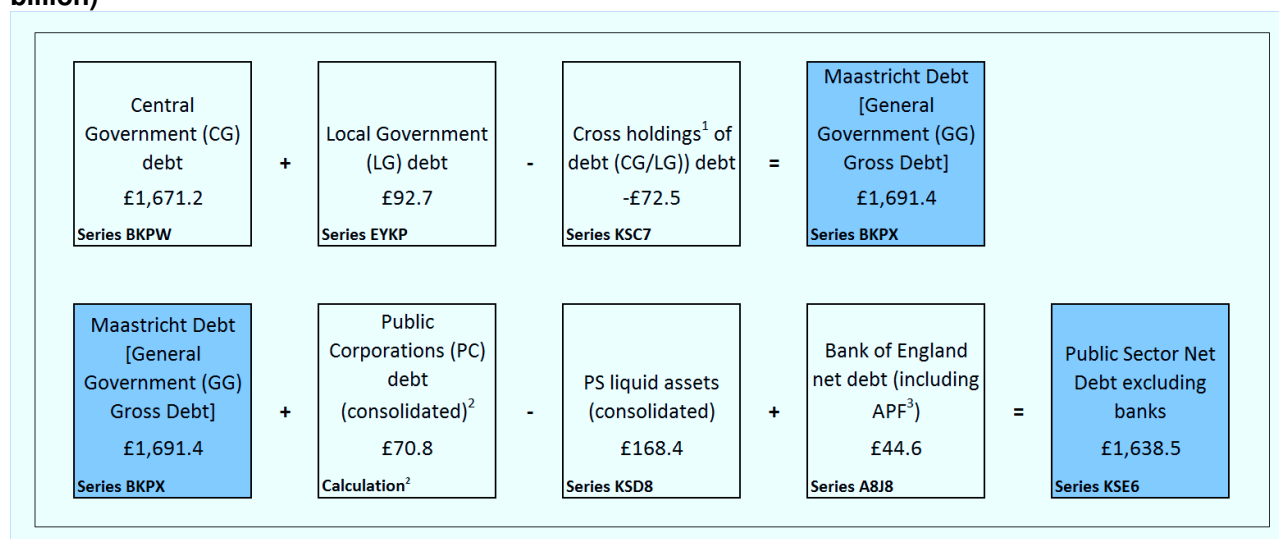 billion)
Central
Government (CG)
debt
£1,671.2
Series BKPW
+
Local Government
(LG) debt
£92.7
Series EYKP
-
Cross holdings¹ of
debt (CG/LG)) debt
-£72.5
Series KSC7
=
Maastricht Debt
[General
Government (GG)
Gross Debt]
£1,691.4
Series BKPX
Maastricht Debt
[General
Government (GG)
Gross Debt]
£1,691.4
Series BKPX
+
Public
Corporations (PC)
debt
(consolidated)²
£70.8
Calculation²
-
PS liquid assets
(consolidated)
£168.4
Series KSD8
+
Bank of England
net debt (including
APF³)
£44.6
Series A8J8
=
Public Sector Net
Debt excluding
banks
£1,638.5
Series KSE6